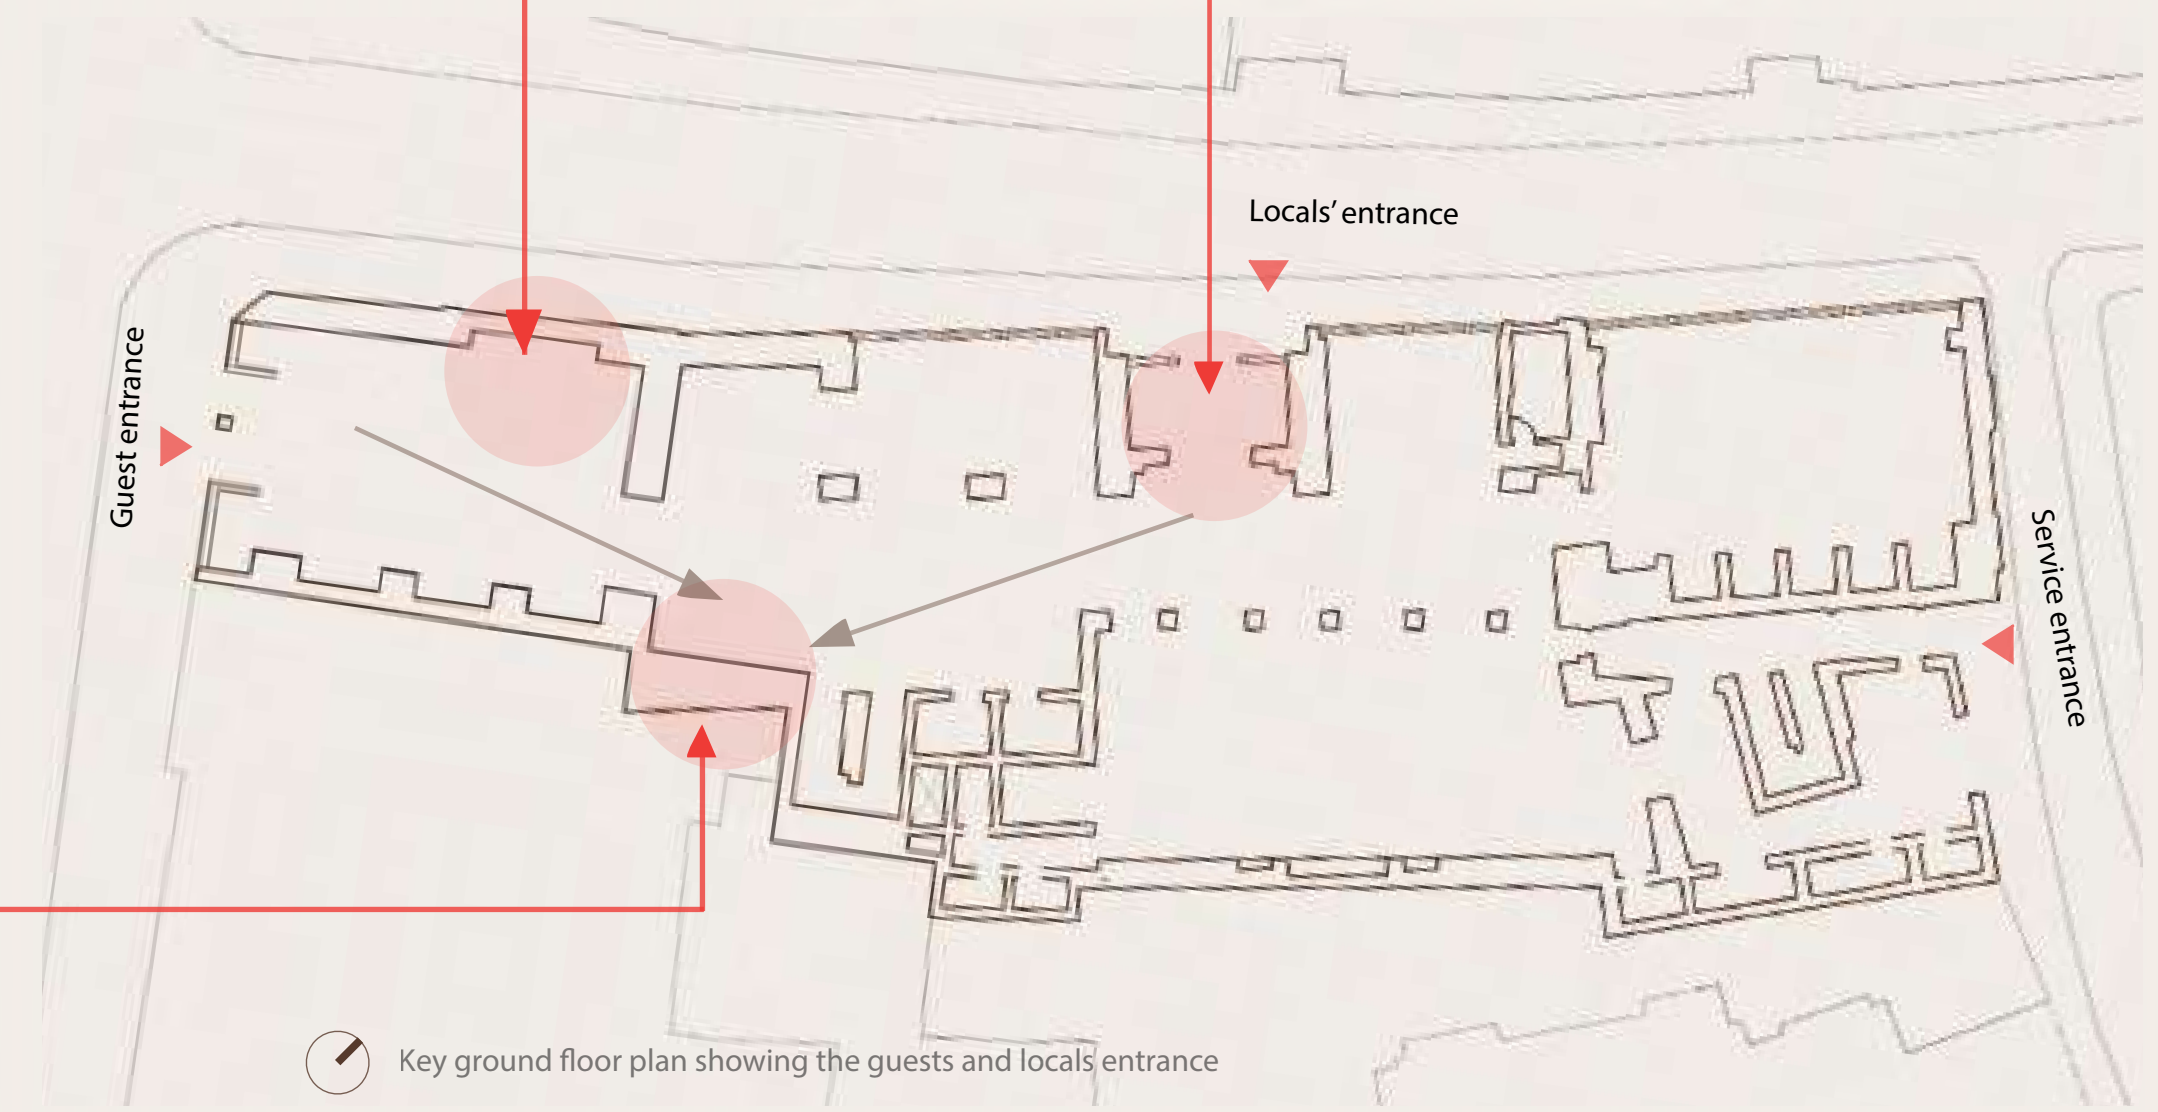 Locals’ entrance
Guest entrance
Service entrance
Key ground floor plan showing the guests and locals entrance